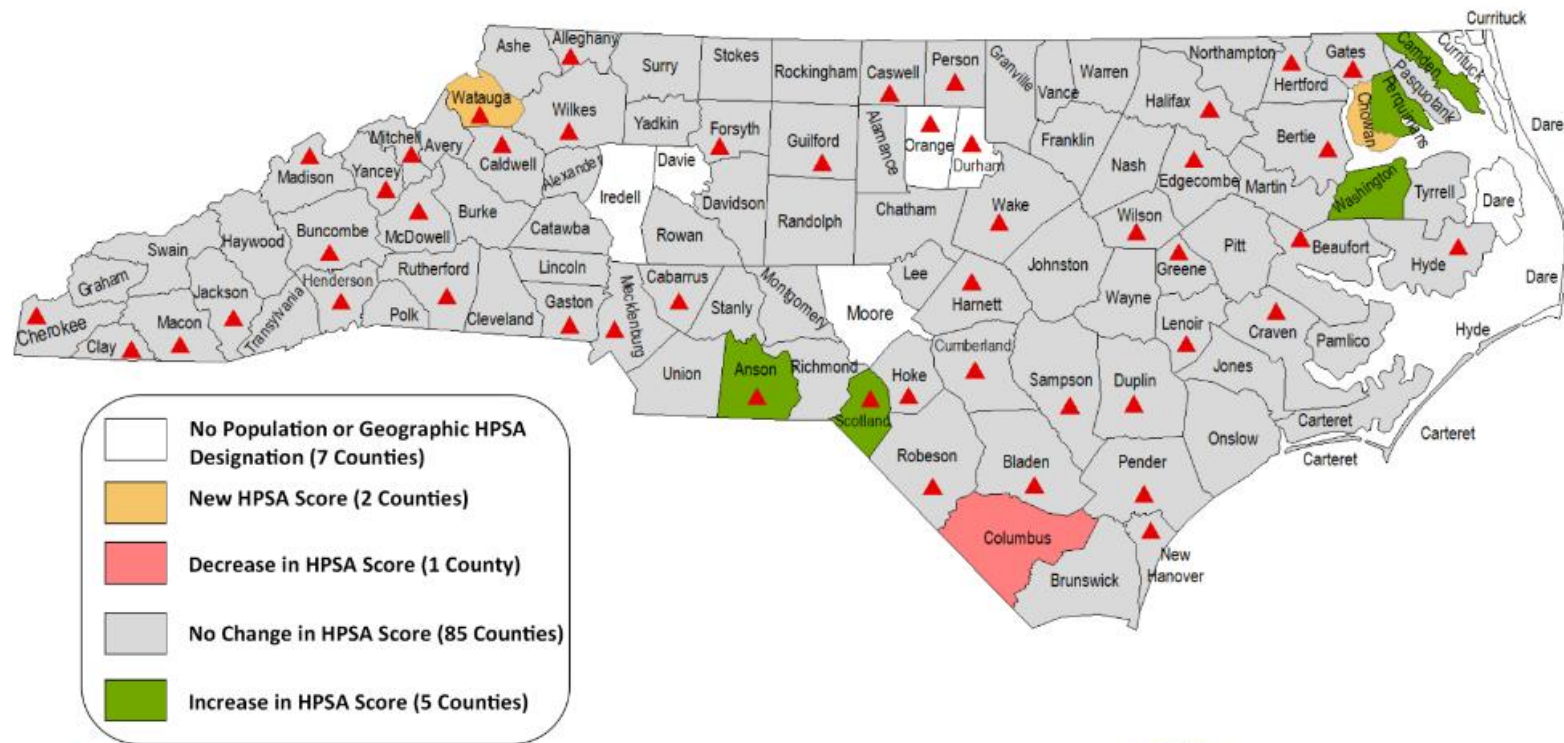 Currituck
Ashe
Alleghany
Surry
Stokes
Rockingham
Caswell
Person
Granville
Vance
Warren
Northampton
Hertford
Gates
Camden
Currituck
Pasquotank
Perquimans
Chowan
Watauga
Wilkes
Yadkin
Forsyth
Guilford
Alamance
Orange
Durham
Franklin
Halifax
Bertie
Dare
Mitchell
Avery
Caldwell
Alexander
Davie
Iredell
Madison
Yancey
Burke
McDowell
Catawba
Rowan
Davidson
Randolph
Chatham
Wake
Nash
Edgecombe
Martin
Washington
Tyrrell
Dare
Swain
Haywood
Buncombe
Graham
Jackson
Henderson
Rutherford
Lincoln
Gaston
Cabarrus
Stanly
Montgomery
Moore
Lee
Harnett
Johnston
Wilson
Wayne
Greene
Pitt
Beaufort
Hyde
Dare
Cherokee
Clay
Macon
Transylvania
Polk
Cleveland
Mecklenburg
Union
Anson
Richmond
Scotland
Hoke
Cumberland
Sampson
Duplin
Lenoir
Jones
Craven
Pamlico
Hyde
Robeson
Bladen
Pender
Onslow
Carteret
Carteret
Carteret
Columbus
Brunswick
New
Hanover
No Population or Geographic HPSA
Designation (7 Counties)
New HPSA Score (2 Counties)
Decrease in HPSA Score (1 County)
No Change in HPSA Score (85 Counties)
Increase in HPSA Score (5 Counties)